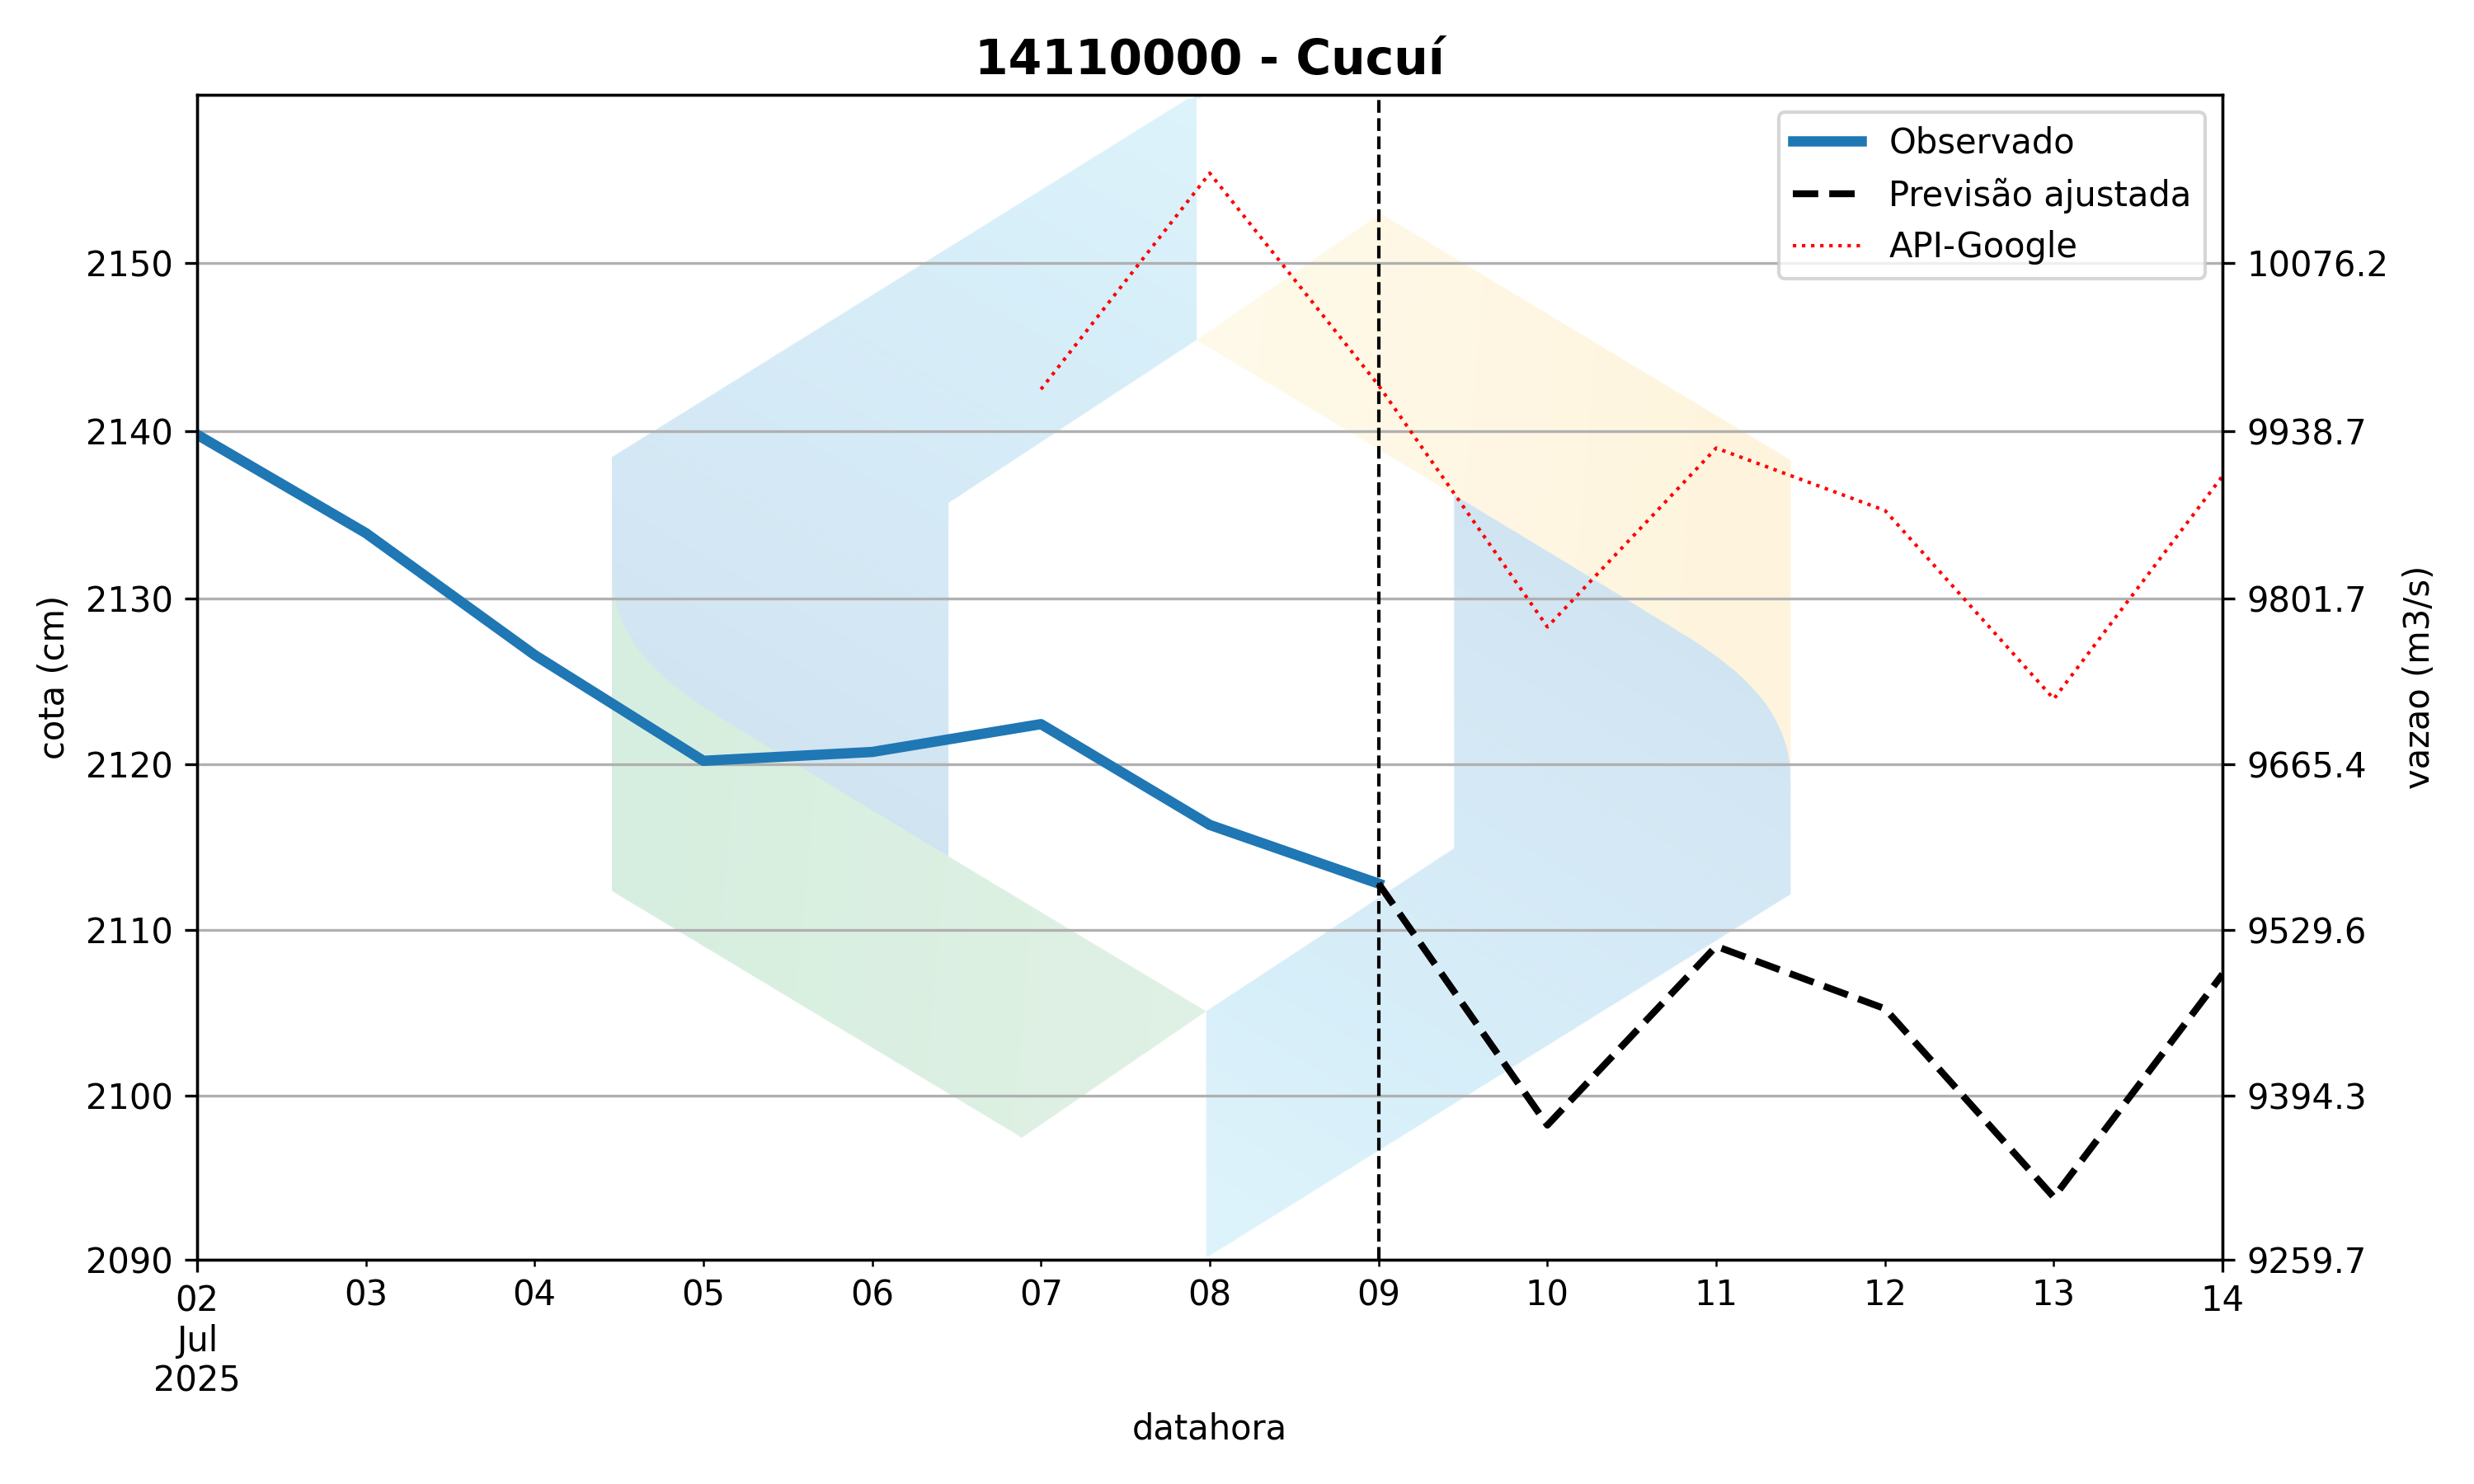 14110000 - Cucuí
Observado
Previsão ajustada
API-Google
cota (cm)
2150
2140
2130
2120
2110
2100
2090
10076.2
9938.7
9801.7
9665.4
9529.6
9394.3
9259.7
vazao (m3/s)
02 03 04 05 06 07 08 09 10 11 12 13 14
Jul
2025
datahora